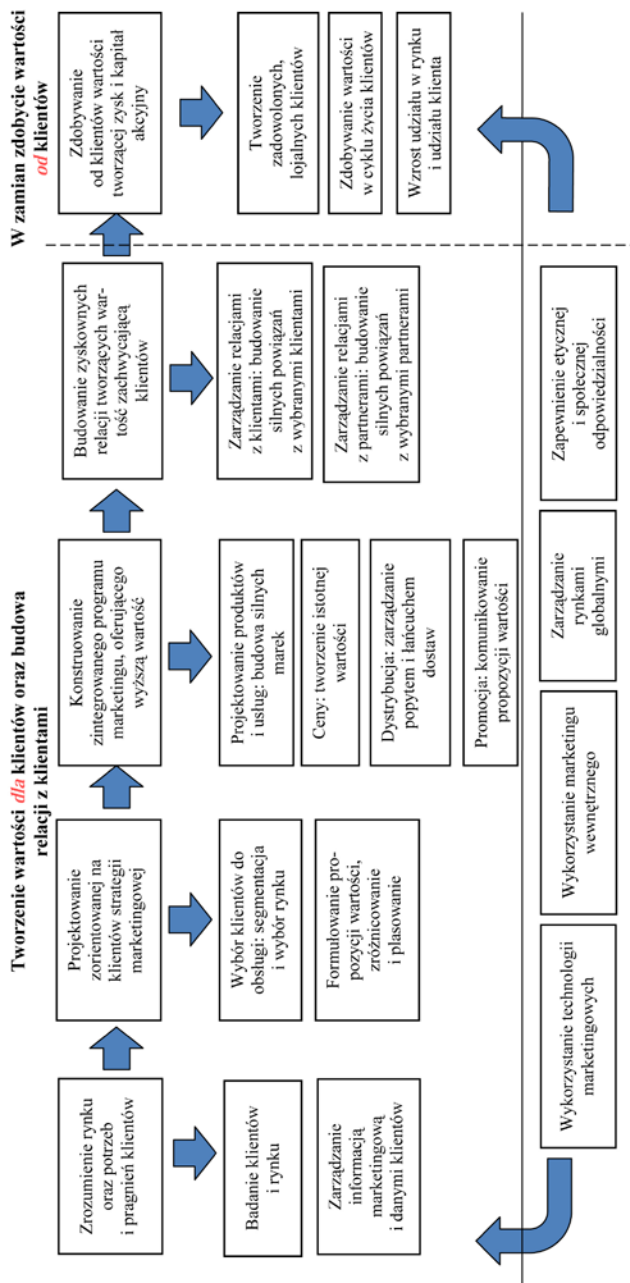 Tworzenie wartości dla klientów oraz budowa
relacji z klientami
W zamian zdobycie wartości
od klientów
Zrozumienie rynku
oraz potrzeb
i pragnień klientów
Projektowanie
zorientowanej na
klientów strategii
marketingowej
Konstruowanie
zintegrowanego programu
marketingu, oferującego
wyższą wartość
Budowanie zyskownych
relacji tworzących war-
tość zachwycającą
klientów
Zdobywanie
od klientów wartości
tworzącej zysk i kapitał
akcyjny
Badanie klientów
i rynku
Zarządzanie
informacją
marketingową
i danymi klientów
Wybór klientów do
obsługi: segmentacja
i wybór rynku
Formułowanie pro-
pozycji wartości,
zróżnicowanie
i plasowanie
Projektowanie produktów
i usług: budowa silnych
marek
Ceny: tworzenie istotnej
wartości
Dystrybucja: zarządzanie
popytem i łańcuchem
dostaw
Promocja: komunikowanie
propozycji wartości
Zarządzanie relacjami
z klientami: budowanie
silnych powiązań
z wybranymi klientami
Zarządzanie relacjami
z partnerami: budowanie
silnych powiązań
z wybranymi partnerami
Tworzenie
zadowolonych,
lojalnych klientów
Zdobywanie wartości
w cyklu życia klientów
Wzrost udziału w rynku
i udziału klienta
Wykorzystanie technologii
marketingowych
Wykorzystanie marketingu
wewnętrznego
Zarządzanie
rynkami
globalnymi
Zapewnienie etycznej
i społecznej
odpowiedzialności